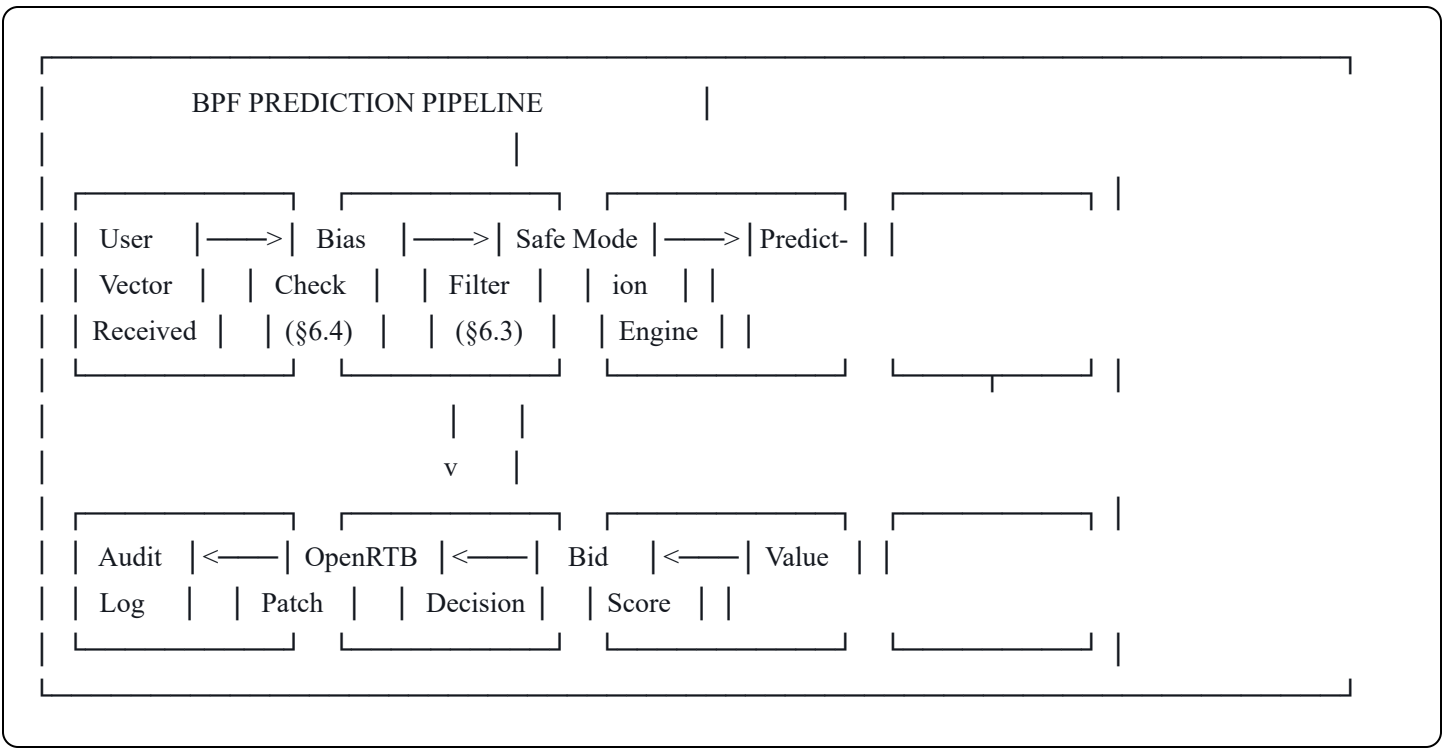 BPF PREDICTION PIPELINE
User ────> Bias ────> Safe Mode ────> Predict-
Vector Check Filter ion
Received (§6.4) (§6.3) Engine
v
Audit <──── OpenRTB <──── Bid <──── Value
Log Patch Decision Score